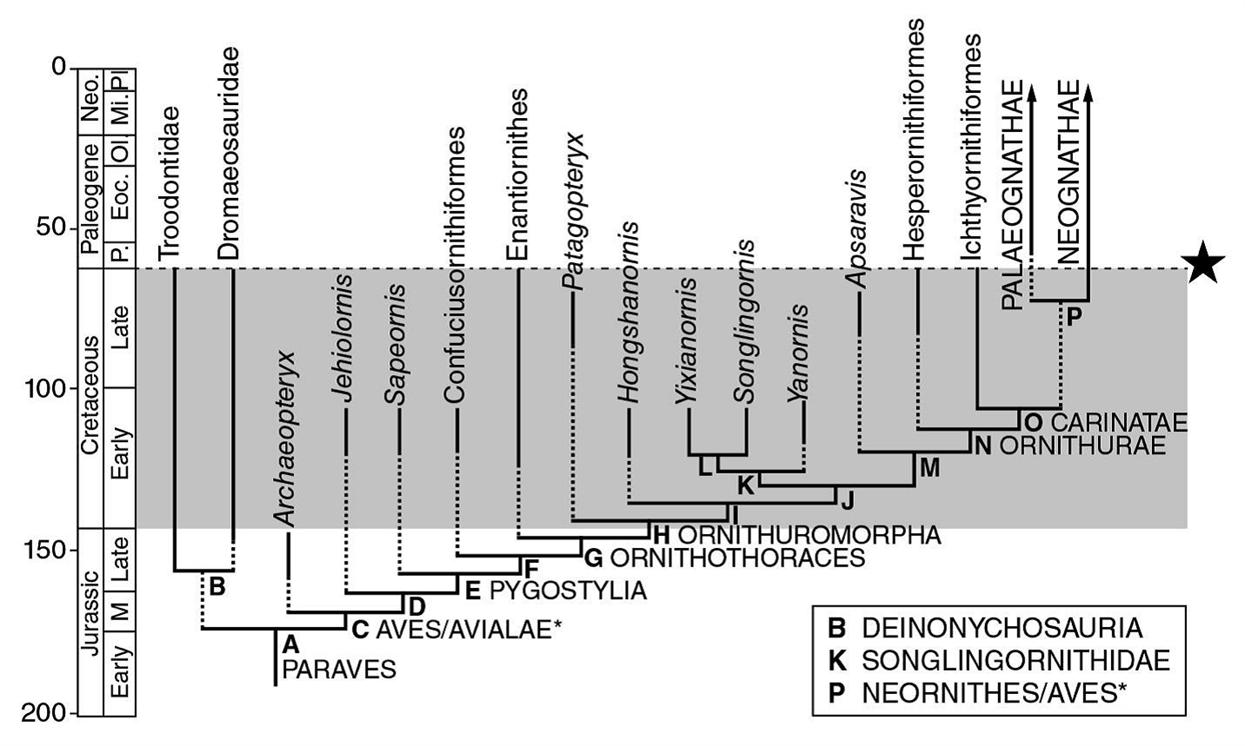 0
50
100
150
200
Neo.
Paleogene
Cretaceous
Jurassic
Pl
Mi.
Ol
Eoc.
P.
Late
Early
Late
M
Early
Troodontidae
Dromaeosauridae
Archaeopteryx
Jehiolornis
Sapeornis
Confuciusornithiformes
Enantiornithes
Patagopteryx
Hongshanornis
Yixianornis
Songlingornis
Yanornis
Apsaravis
Hesperornithiformes
Ichthyornithiformes
PALAEOGNATHAE
NEOGNATHAE
P
O CARINATAE
N ORNITHURAE
M
L
K
J
I
H ORNITHUROMORPHA
G ORNITHOTHORACES
F
E PYGOSTYLIA
D
C AVES/AVIALAE*
B
A
PARAVES
B DEINONYCHOSAURIA
K SONGLINGORNITHIDAE
P NEORNITHES/AVES*